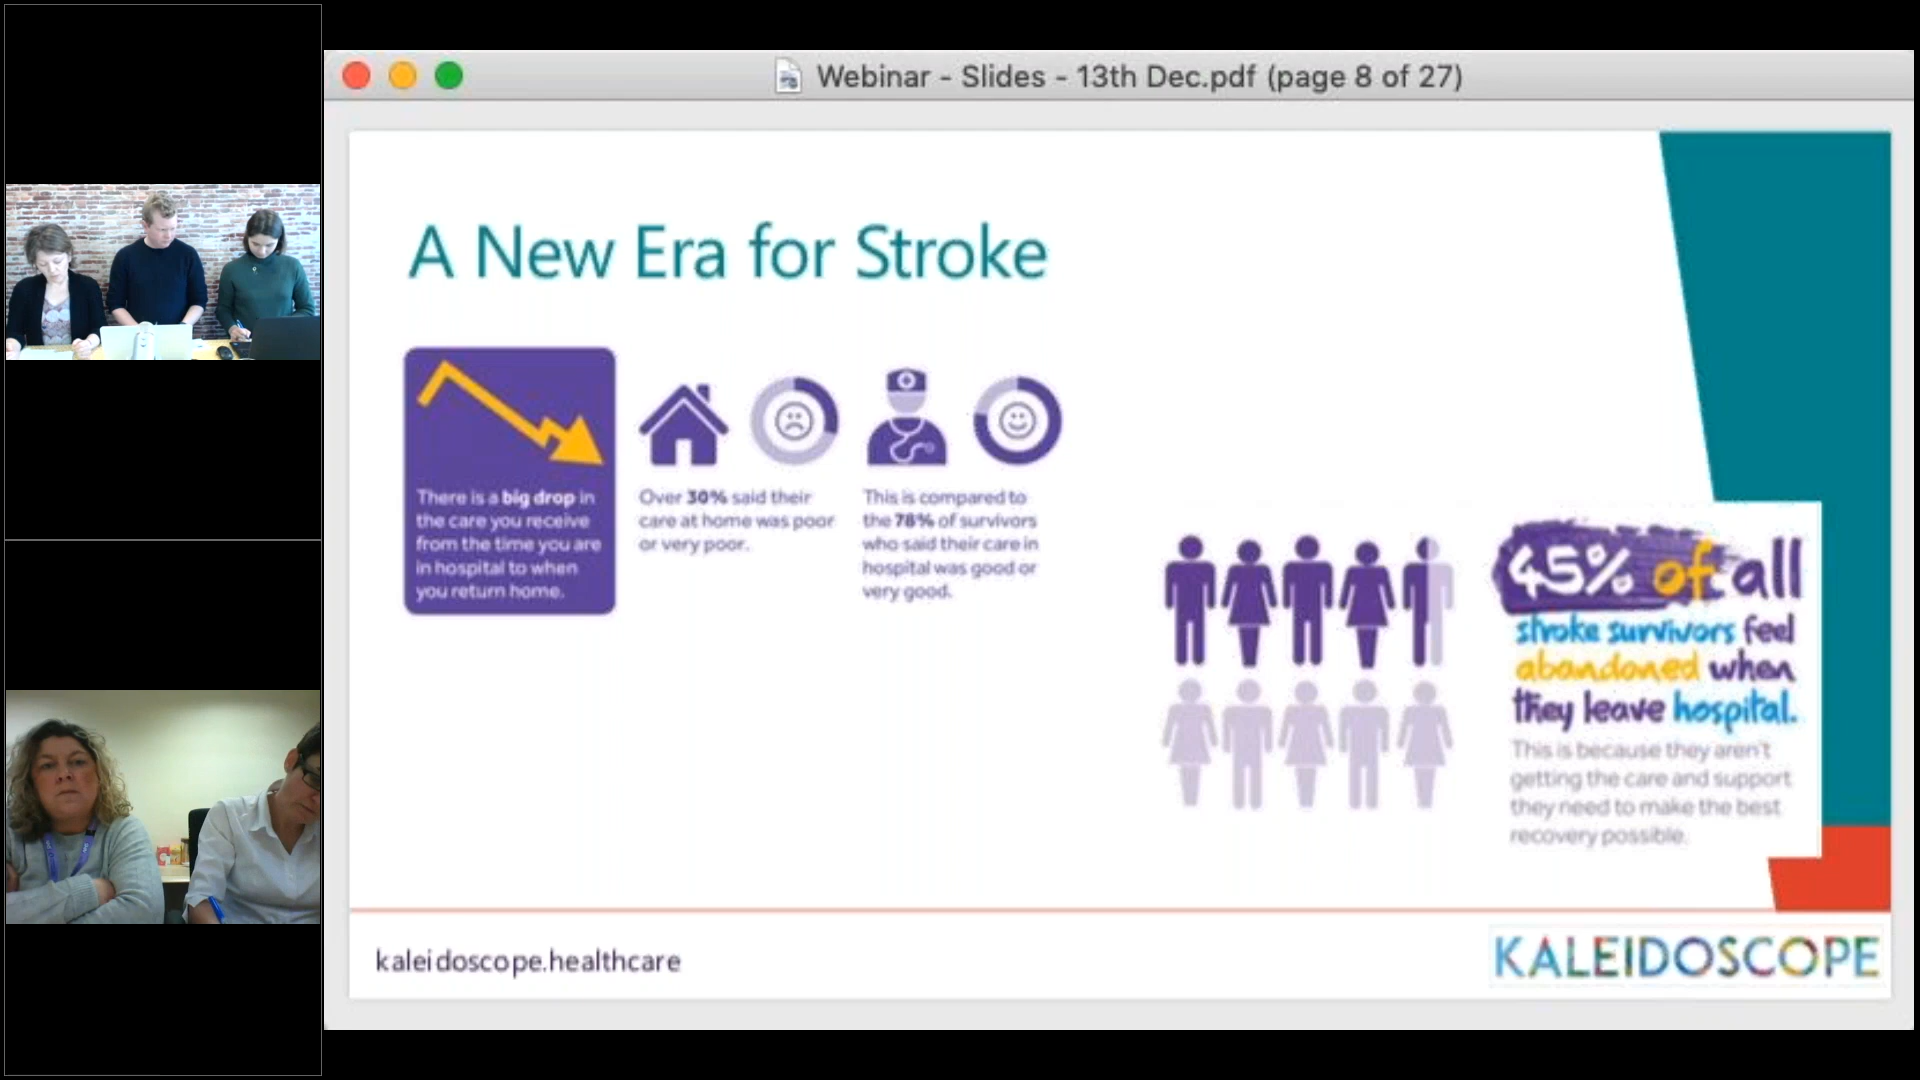 Webinar - Slides - 13th Dec.pdf (page 8 of 27)
A New Era for Stroke
There is a big drop in
the care you receive
from the time you are
in hospital to when
you return home.
Over 30% said their
care at home was poor
or very poor.
This is compared to
the 78% of survivors
who said their care in
hospital was good or
very good.
45% of all
stroke survivors feel
abandoned when
they leave hospital.
This is because they aren't
getting the care and support
they need to make the best
recovery possible.
kaleidoscope.healthcare
KALEIDOSCOPE